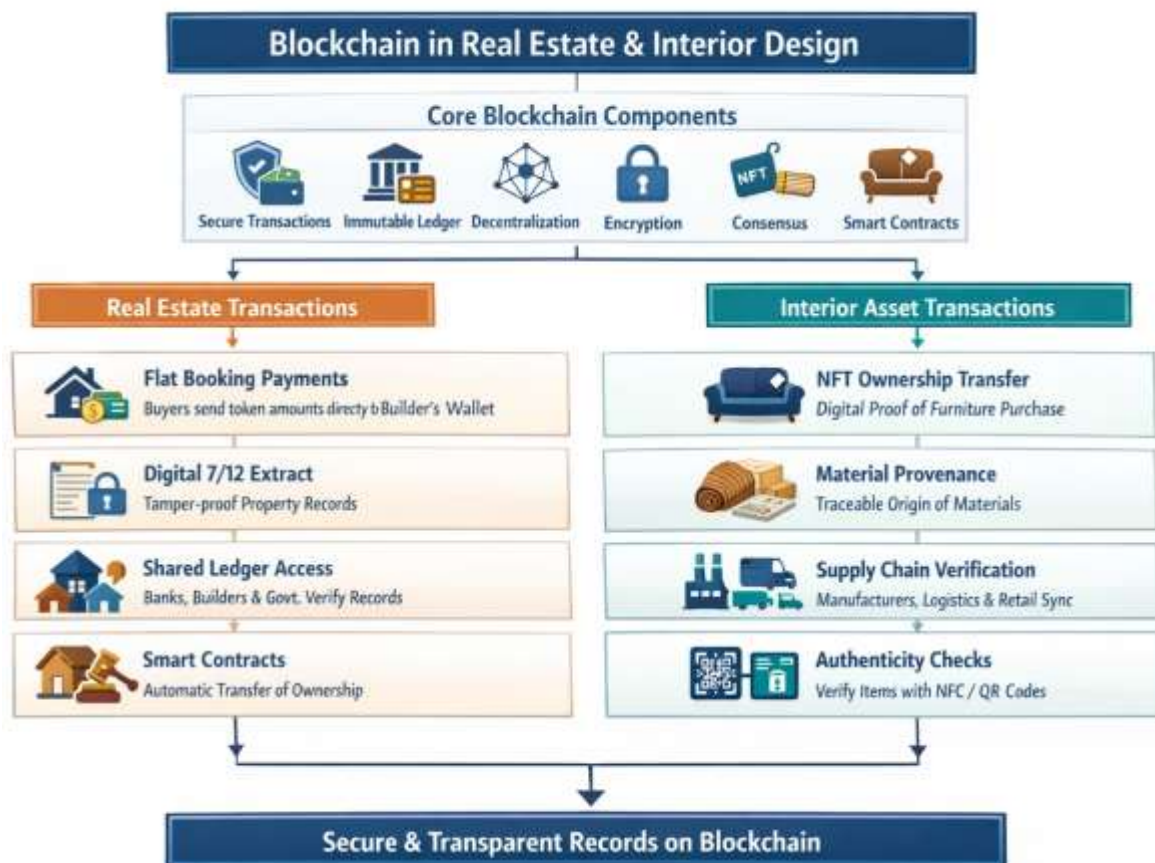 Blockchain in Real Estate & Interior Design
Core Blockchain Components
NFT
Secure Transactions
Immutable Ledger
Decentralization
Encryption
Consensus
Smart Contracts
Real Estate Transactions
Flat Booking Payments
Buyers send token amounts directly b Builder's Wallet
Digital 7/12 Extract
Tamper-proof Property Records
Shared Ledger Access
Banks, Builders & Govt. Verify Records
Smart Contracts
Automatic Transfer of Ownership
Interior Asset Transactions
NFT Ownership Transfer
Digital Proof of Furniture Purchase
Material Provenance
Traceable Origin of Materials
Supply Chain Verification
Manufacturers, Logistics & Retail Sync
Authenticity Checks
Verify Items with NFC / QR Codes
Secure & Transparent Records on Blockchain